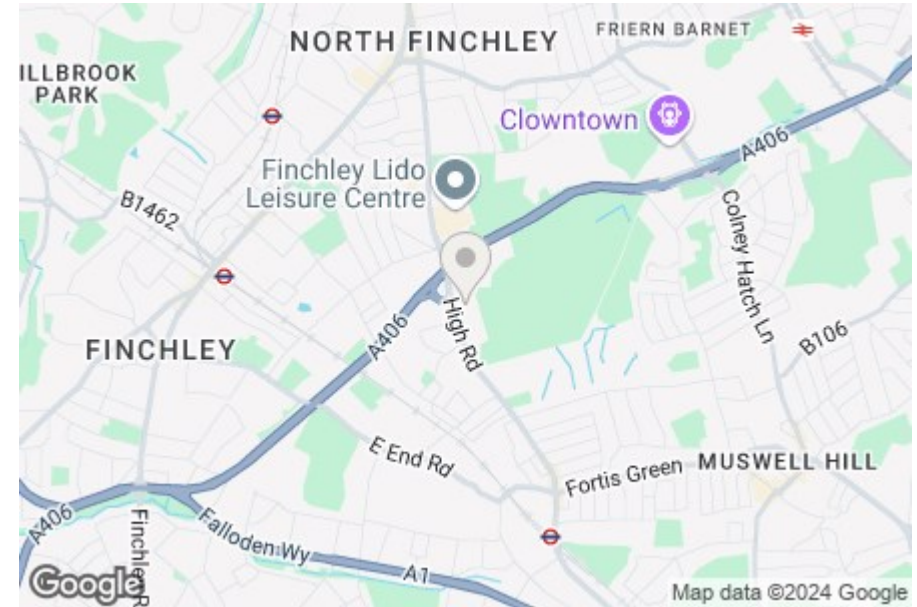 NORTH FINCHLEY
FRIERN BARNET
ILLBROOK
PARK
Clowntown
A406
Finchley Lido
Leisure Centre
B1462
Colney Hatch Ln
High Rd
A406
B106
FINCHLEY
E End Rd
Fortis Green
MUSWELL HILL
A406
Finchley R
Falloden Wy
A1
Google
Map data ©2024 Google